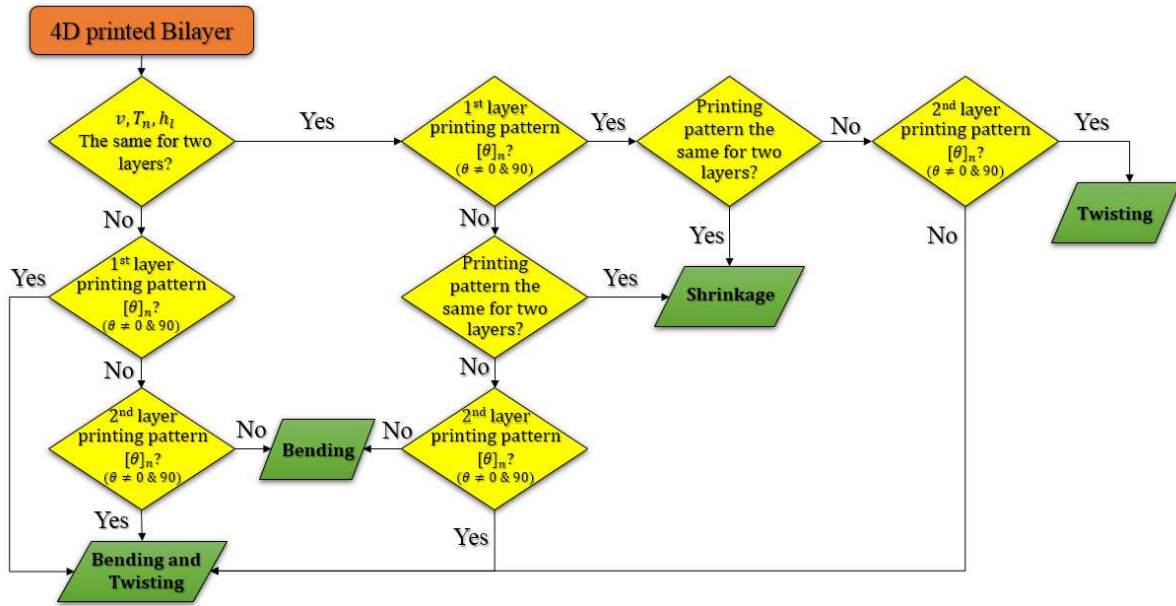 4D printed Bilayer
𝑣, 𝑇ₙ, ℎₗ
The same for two
layers?
Yes
1ˢᵗ layer
printing pattern
[𝜃]ₙ?
(𝜃 ≠ 0 & 90)
Yes
Printing
pattern the
same for two
layers?
No
2ⁿᵈ layer
printing pattern
[𝜃]ₙ?
(𝜃 ≠ 0 & 90)
Yes
Twisting
No
No
Yes
No
Yes
1ˢᵗ layer
printing pattern
[𝜃]ₙ?
(𝜃 ≠ 0 & 90)
Printing
pattern the
same for two
layers?
Yes
Shrinkage
No
No
2ⁿᵈ layer
printing pattern
[𝜃]ₙ?
(𝜃 ≠ 0 & 90)
No
Bending
No
2ⁿᵈ layer
printing pattern
[𝜃]ₙ?
(𝜃 ≠ 0 & 90)
Yes
Yes
Bending and
Twisting